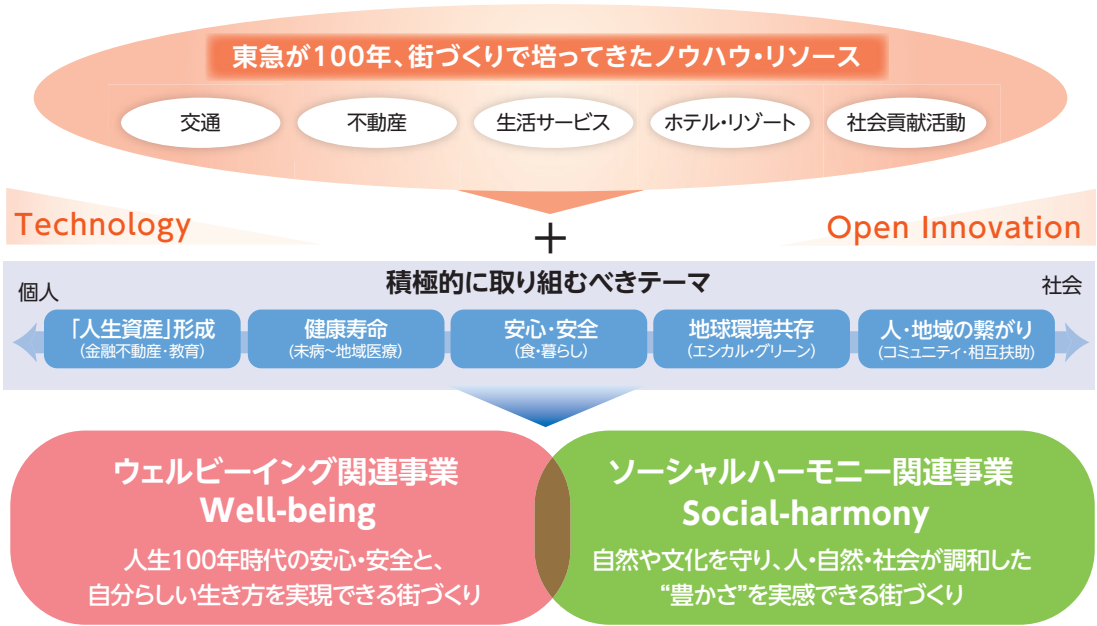 東急が100年、街づくりで培ってきたノウハウ・リソース
交通
不動産
生活サービス
ホテル・リゾート
社会貢献活動
Technology
＋
Open Innovation
積極的に取り組むべきテーマ
個人
社会
「人生資産」形成
(金融不動産・教育)
健康寿命
(未病〜地域医療)
安心・安全
(食・暮らし)
地球環境共存
(エシカル・グリーン)
人・地域の繋がり
(コミュニティ・相互扶助)
ウェルビーイング関連事業
Well-being
人生100年時代の安心・安全と、
自分らしい生き方を実現できる街づくり
ソーシャルハーモニー関連事業
Social-harmony
自然や文化を守り、人・自然・社会が調和した
“豊かさ”を実感できる街づくり